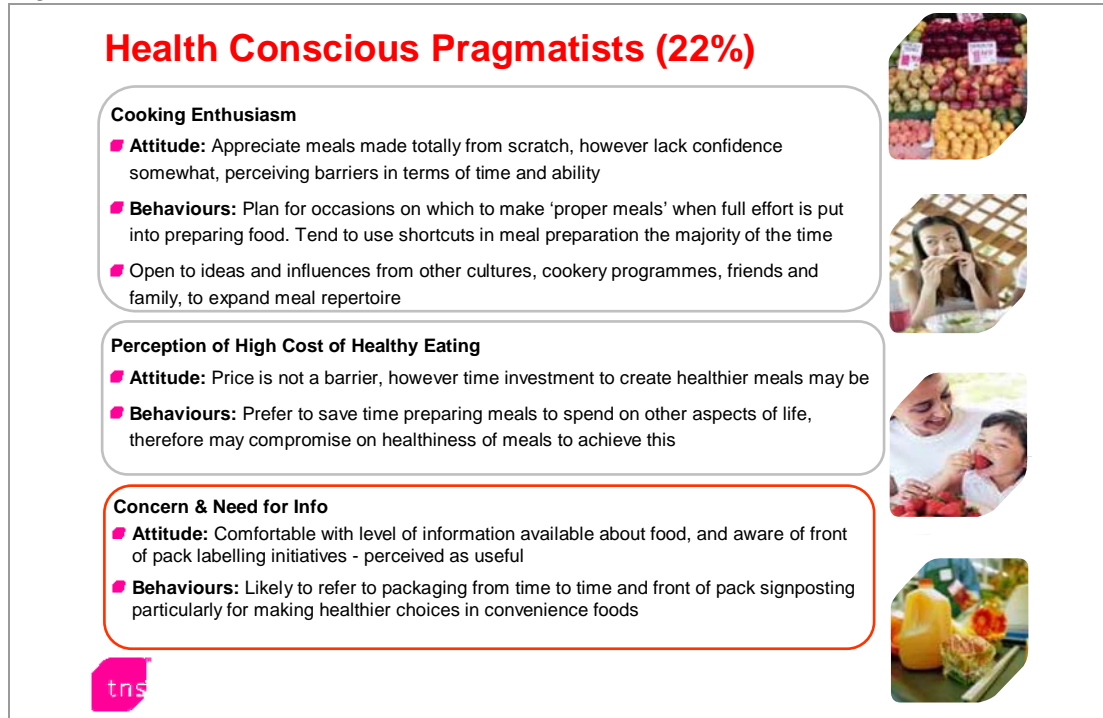 Health Conscious Pragmatists (22%)
Cooking Enthusiasm
Attitude: Appreciate meals made totally from scratch, however lack confidence
somewhat, perceiving barriers in terms of time and ability
Behaviours: Plan for occasions on which to make ‘proper meals’ when full effort is put
into preparing food. Tend to use shortcuts in meal preparation the majority of the time
Open to ideas and influences from other cultures, cookery programmes, friends and
family, to expand meal repertoire
Perception of High Cost of Healthy Eating
Attitude: Price is not a barrier, however time investment to create healthier meals may be
Behaviours: Prefer to save time preparing meals to spend on other aspects of life,
therefore may compromise on healthiness of meals to achieve this
Concern & Need for Info
Attitude: Comfortable with level of information available about food, and aware of front
of pack labelling initiatives - perceived as useful
Behaviours: Likely to refer to packaging from time to time and front of pack signposting
particularly for making healthier choices in convenience foods
tns